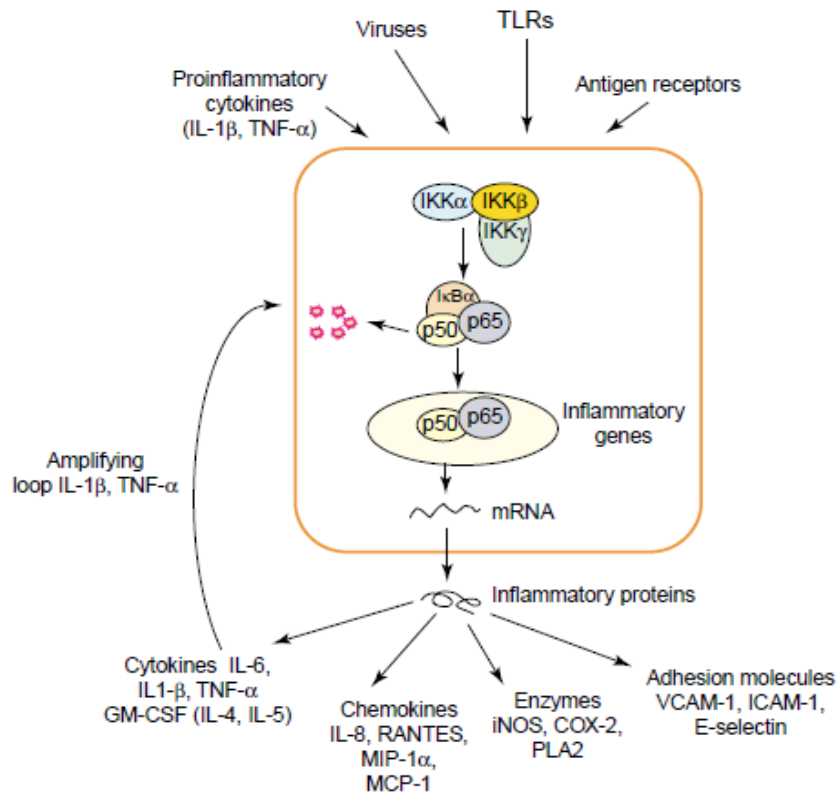 Viruses
TLRs
Proinflammatory
cytokines
(IL-1β, TNF-α)
Antigen receptors
IKKα
IKKβ
IKKγ
IκBα
p50
p65
p50
p65
Inflammatory
genes
Amplifying
loop IL-1β, TNF-α
mRNA
Inflammatory proteins
Cytokines IL-6,
IL1-β, TNF-α
GM-CSF (IL-4, IL-5)
Chemokines
IL-8, RANTES,
MIP-1α,
MCP-1
Enzymes
iNOS, COX-2,
PLA2
Adhesion molecules
VCAM-1, ICAM-1,
E-selectin